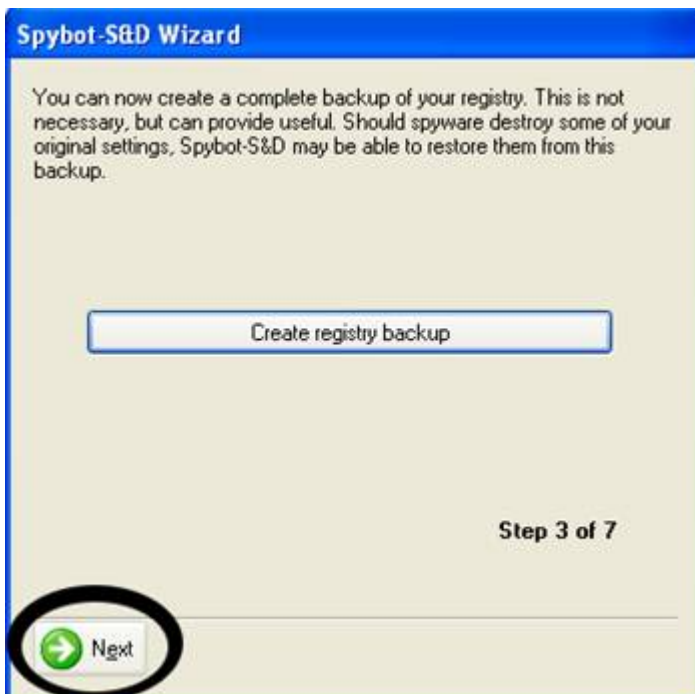 Spybot-S&D Wizard
You can now create a complete backup of your registry. This is not
necessary, but can provide useful. Should spyware destroy some of your
original settings, Spybot-S&D may be able to restore them from this
backup.
Create registry backup
Step 3 of 7
Next